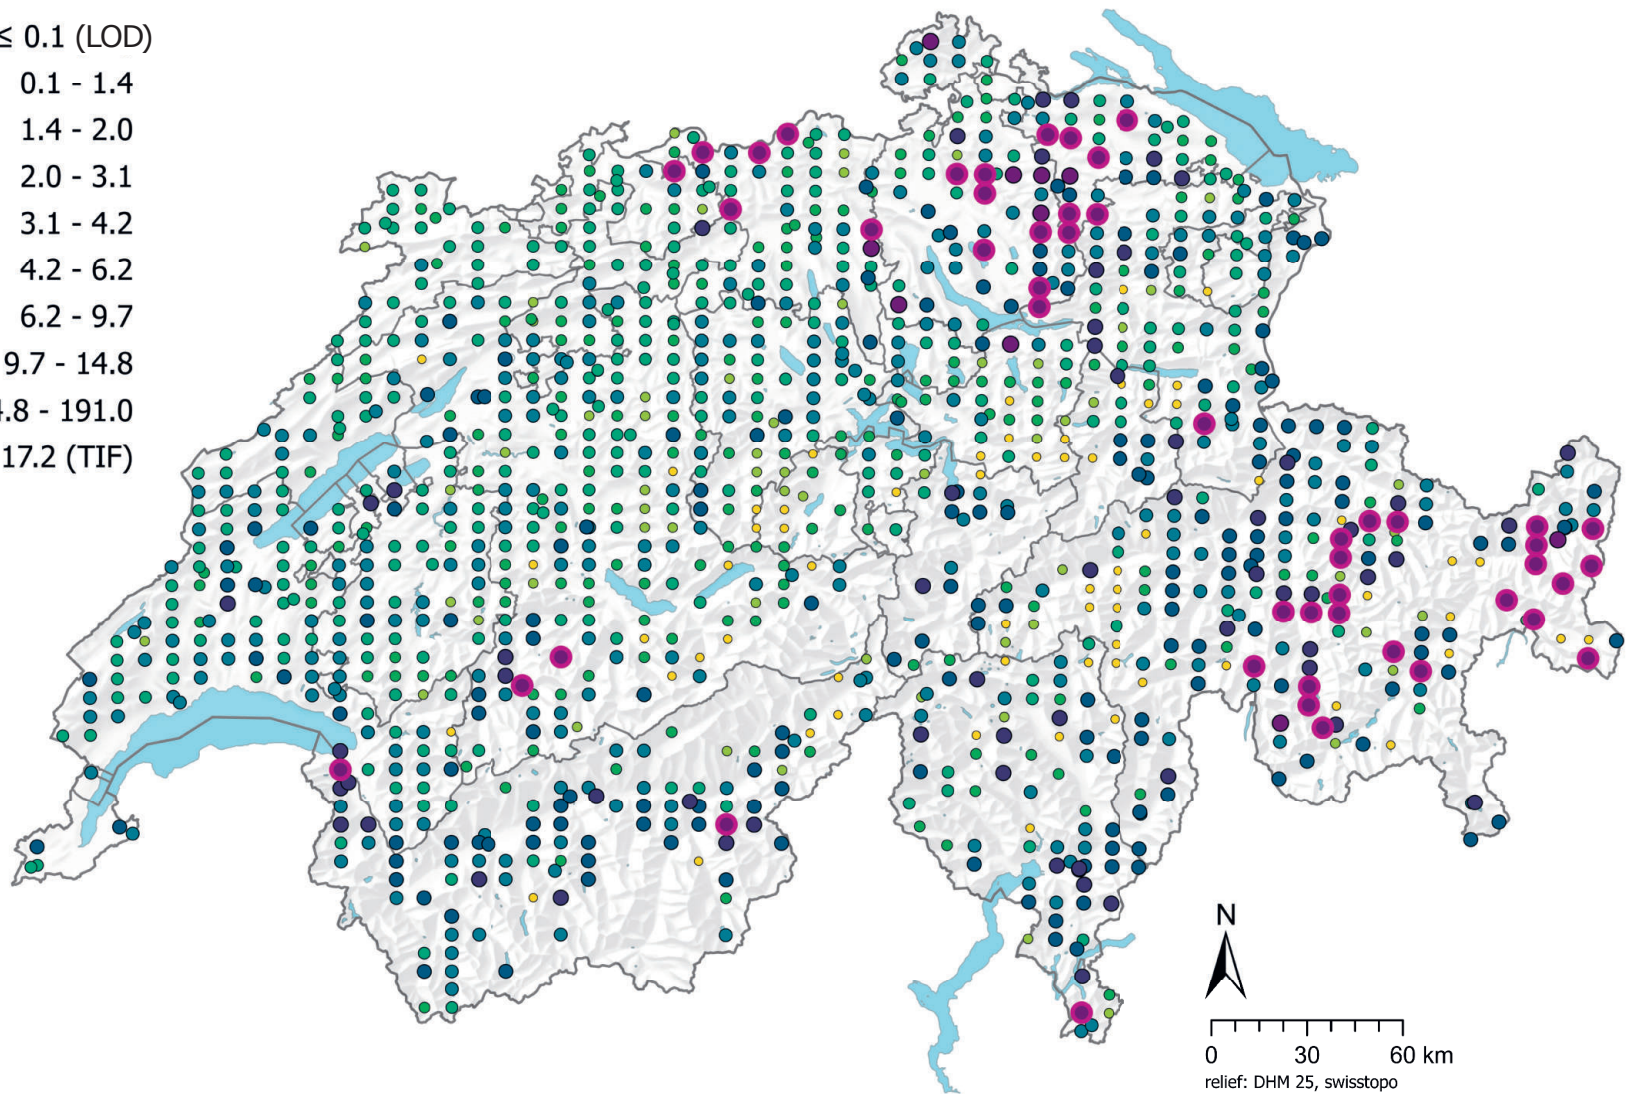 ≤ 0.1 (LOD)
0.1 - 1.4
1.4 - 2.0
2.0 - 3.1
3.1 - 4.2
4.2 - 6.2
6.2 - 9.7
9.7 - 14.8
4.8 - 191.0
17.2 (TIF)
N
0 30 60 km
relief: DHM 25, swisstopo